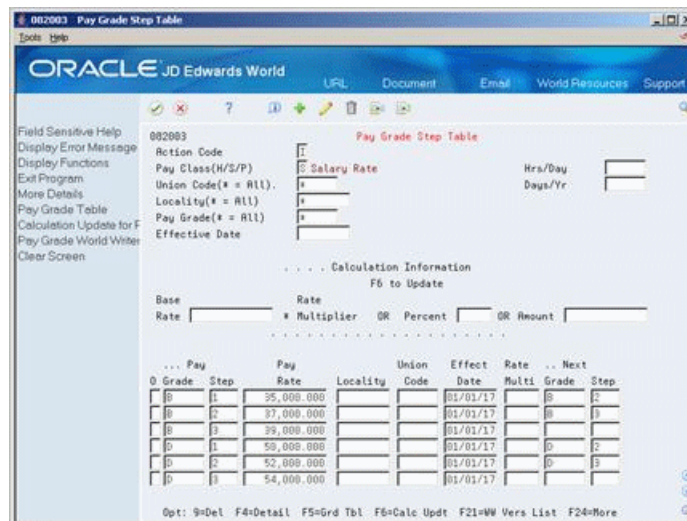 082003 Pay Grade Step Table
Tools Help
ORACLE JD Edwards World
URL Document Email World Resources Support
Field Sensitive Help
Display Error Message
Display Functions
Exit Program
More Details
Pay Grade Table
Calculation Update for P
Pay Grade World Writer
Clear Screen
082003 Pay Grade Step Table
Action Code I
Pay Class(H/S/P) S Salary Rate Hrs/Day
Union Code(* = All). * Days/Yr
Locality(* = All) *
Pay Grade(* = All) *
Effective Date
. . . . Calculation Information
F6 to Update
Base Rate
Rate * Multiplier OR Percent OR Amount
. . . . . . . . . . . . . . . . . . . . . .
... Pay Pay Union Effect Rate .. Next
O Grade Step Rate Locality Code Date Multi Grade Step
B 1 35,000.000 01/01/17 B 2
B 2 37,000.000 01/01/17 B 3
B 3 39,000.000 01/01/17
D 1 50,000.000 01/01/17 D 2
D 2 52,000.000 01/01/17 D 3
D 3 54,000.000 01/01/17
Opt: 9=Del F4=Detail F5=Grd Tbl F6=Calc Updt F21=WW Vers List F24=More